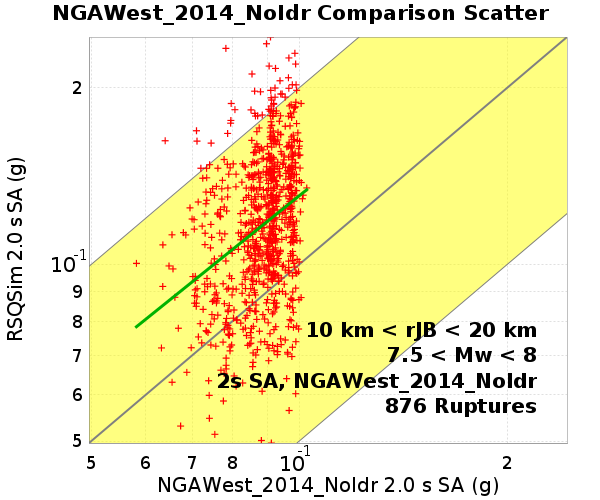 NGAWest_2014_NoIdr Comparison Scatter
RSQSim 2.0 s SA (g)
2
10-1
9
8
7
6
5
10 km < rJB < 20 km
7.5 < Mw < 8
2s SA, NGAWest_2014_NoIdr
876 Ruptures
5 6 7 8 10-1 2
NGAWest_2014_NoIdr 2.0 s SA (g)